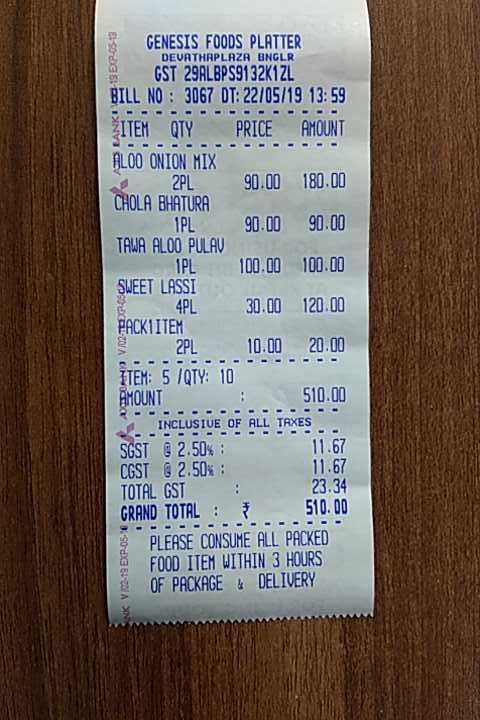 GENESIS FOODS PLATTER
DEVATHAPLAZA BNGLR
GST 29ALBPS9132K1ZL
BILL NO : 3067 DT: 22/05/19 13:59
ITEM QTY PRICE AMOUNT
ALOO ONION MIX
2PL 90.00 180.00
CHOLA BHATURA
1PL 90.00 90.00
TAWA ALOO PULAV
1PL 100.00 100.00
SWEET LASSI
4PL 30.00 120.00
PACK1ITEM
2PL 10.00 20.00
ITEM: 5 /QTY: 10
AMOUNT : 510.00
INCLUSIVE OF ALL TAXES
SGST @ 2.50% : 11.67
CGST @ 2.50% : 11.67
TOTAL GST : 23.34
GRAND TOTAL : ₹ 510.00
PLEASE CONSUME ALL PACKED
FOOD ITEM WITHIN 3 HOURS
OF PACKAGE & DELIVERY